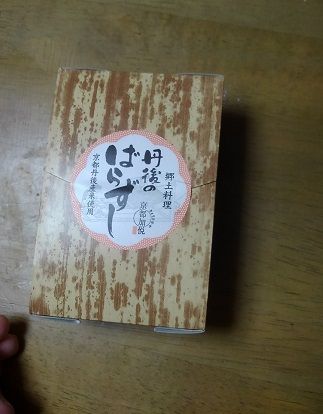 郷土料理
丹後の
ばらずし
京都丹後産米使用
京都加悦